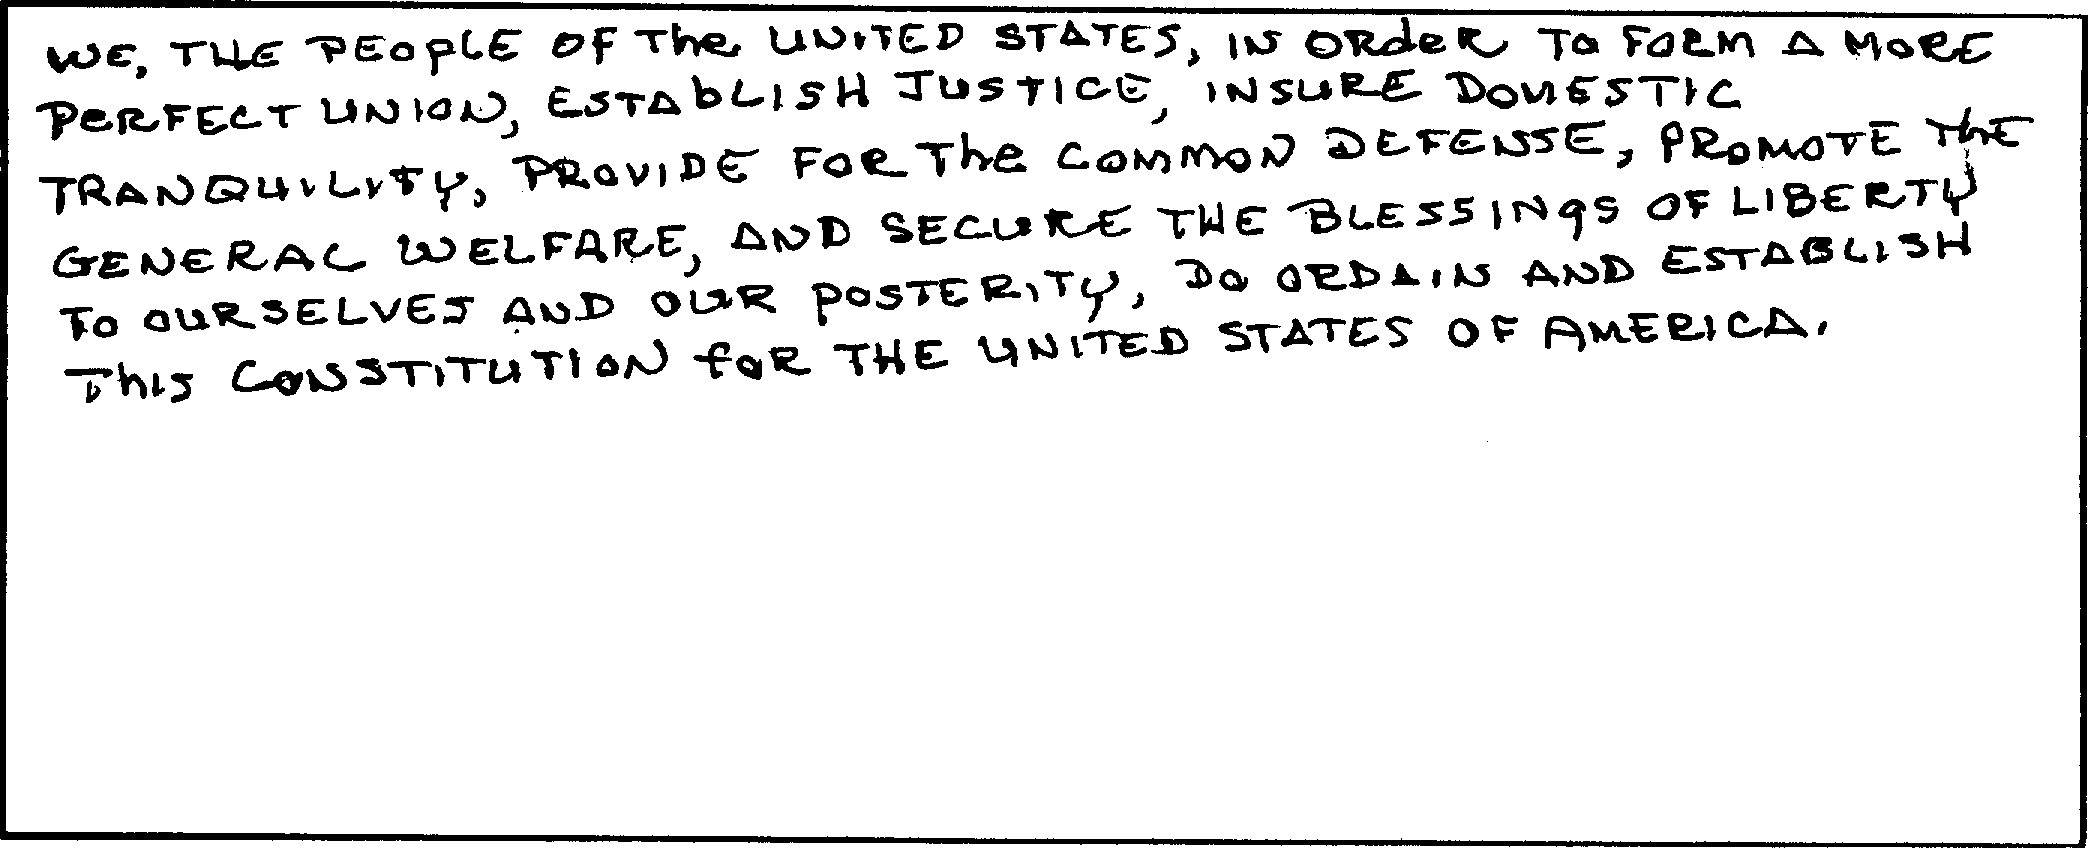 WE, THE PEOPLE OF The UNITED STATES, IN ORdeR TO FORM A MORE
PeRFECT UNION, ESTAbLISH JUSTICE, INSURE DOMESTIC
TRANQUILITY, PROVIDE FOR The COMMON DEFENSE, PROMOTE ThE
GENERAL WELFARE, AND SECURE THE BLESSINgS OF LIBERTY
TO OURSELVES AND OUR POSTERITY, DO ORDAIN AND ESTABLISH
ThIS CONSTITUTION fOR THE UNITED STATES OF AMERICA.